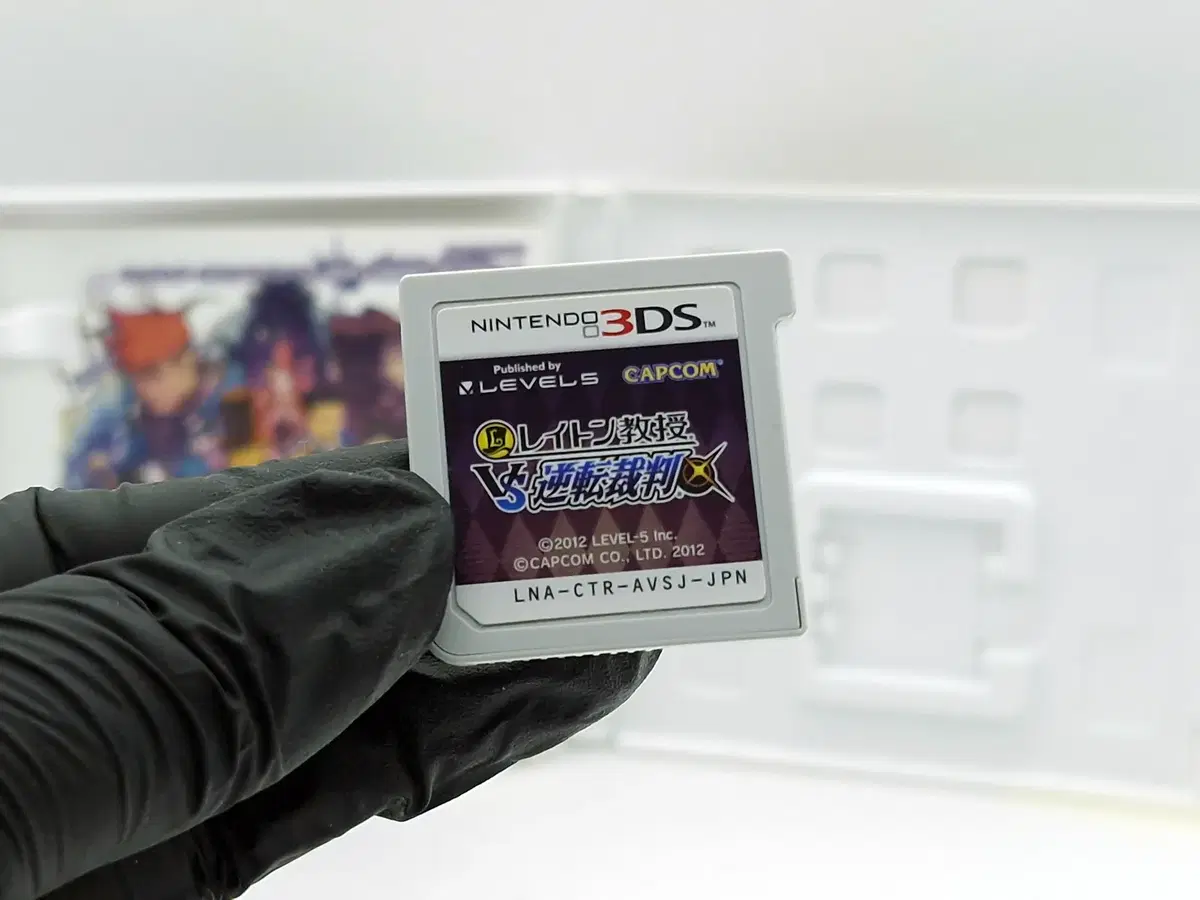 NINTENDO 3DS™
Published by
LEVEL5 CAPCOM®
L レイトン教授
VS 逆転裁判
©2012 LEVEL-5 Inc.
©CAPCOM CO., LTD. 2012
LNA-CTR-AVSJ-JPN